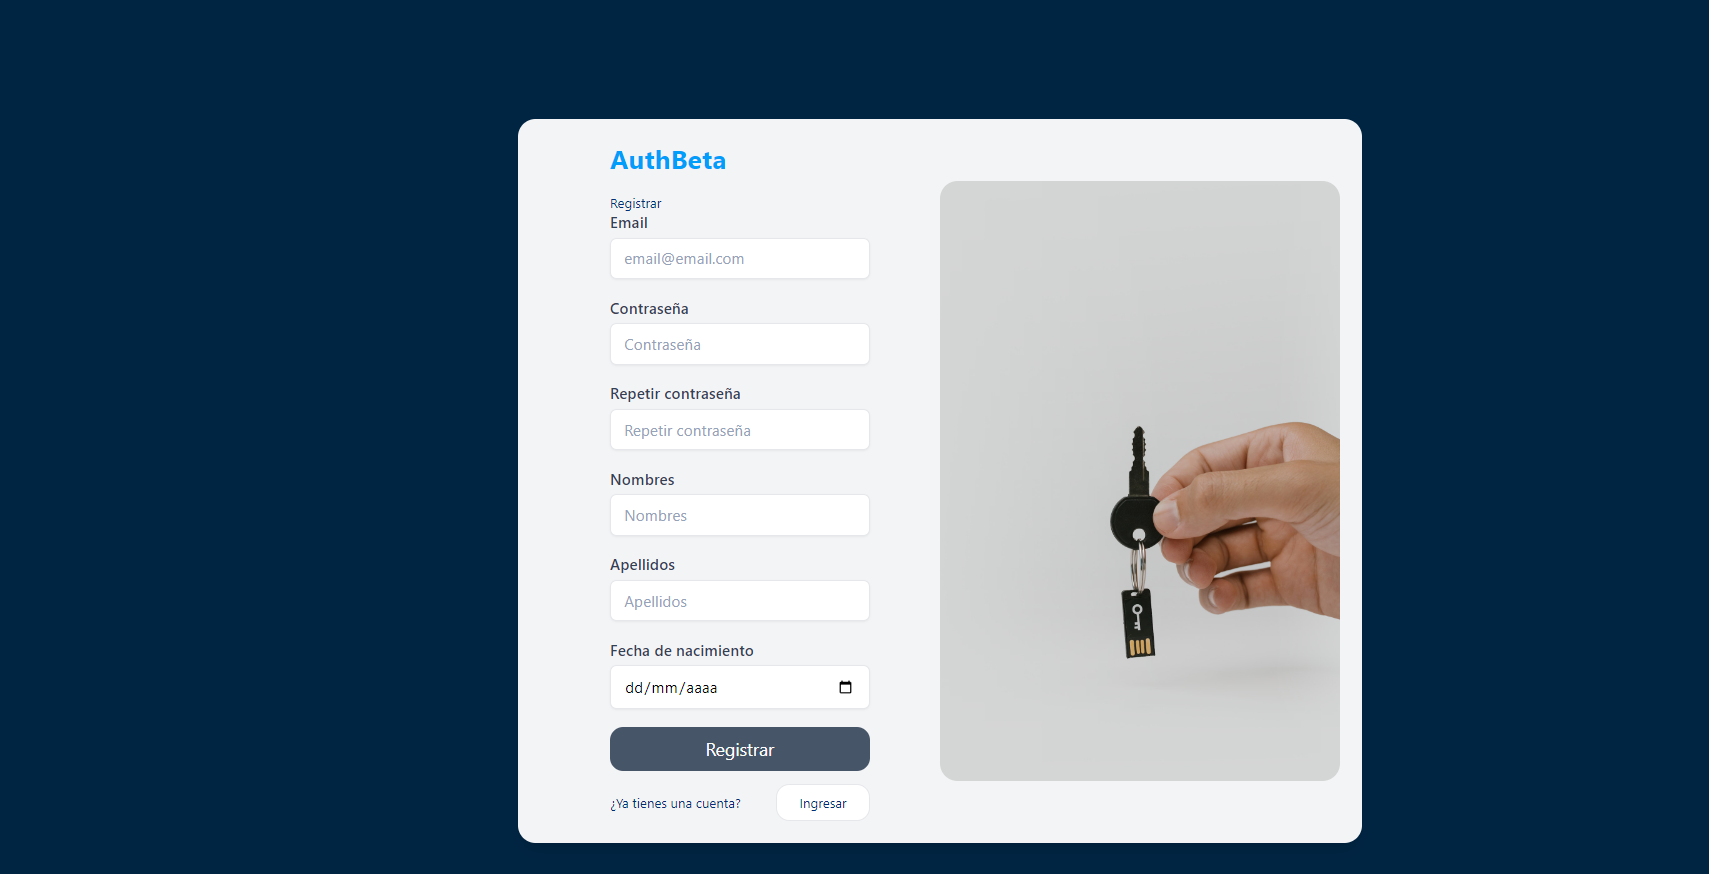 AuthBeta
Registrar
Email
email@email.com
Contraseña
Contraseña
Repetir contraseña
Repetir contraseña
Nombres
Nombres
Apellidos
Apellidos
Fecha de nacimiento
dd/mm/aaaa
Registrar
¿Ya tienes una cuenta? Ingresar